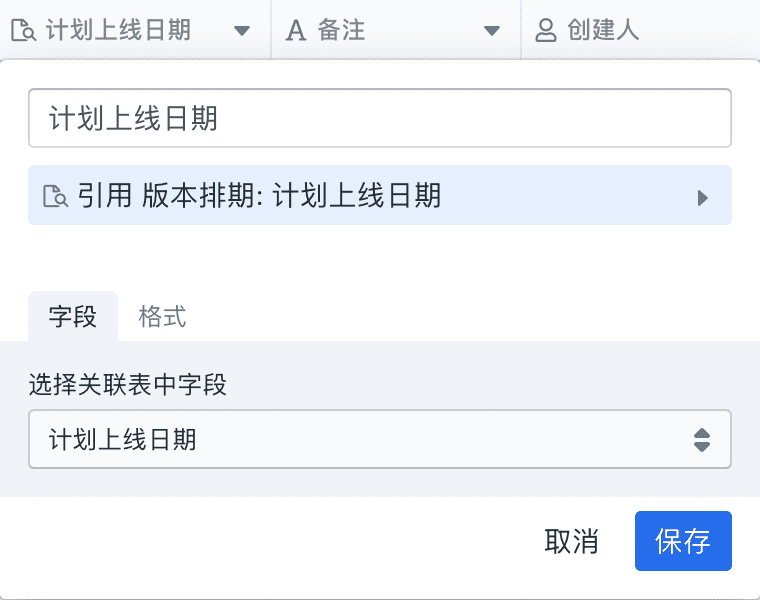 计划上线日期 备注 创建人
计划上线日期
引用 版本排期: 计划上线日期
字段 格式
选择关联表中字段
计划上线日期
取消 保存